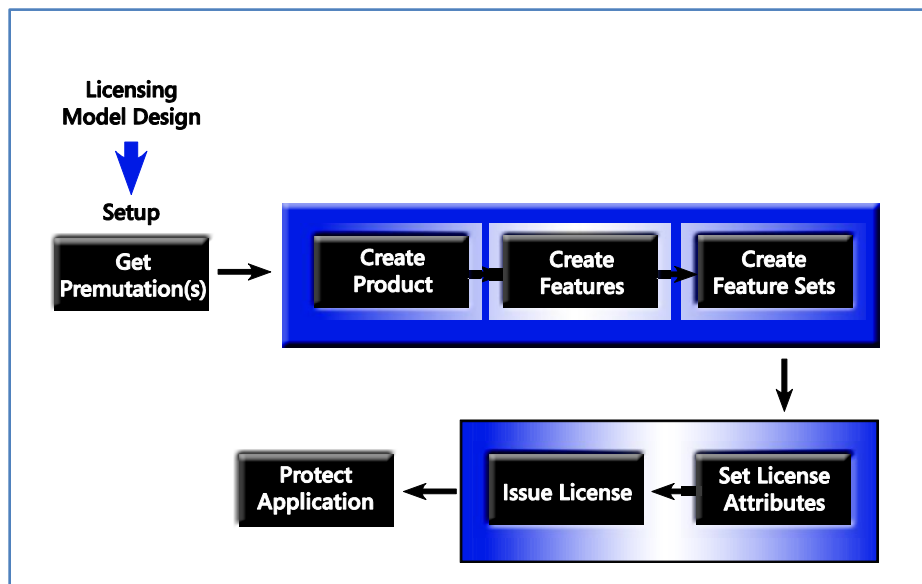 Licensing
Model Design
Setup
Get
Premutation(s)
Create
Product
Create
Features
Create
Feature Sets
Protect
Application
Issue License
Set License
Attributes